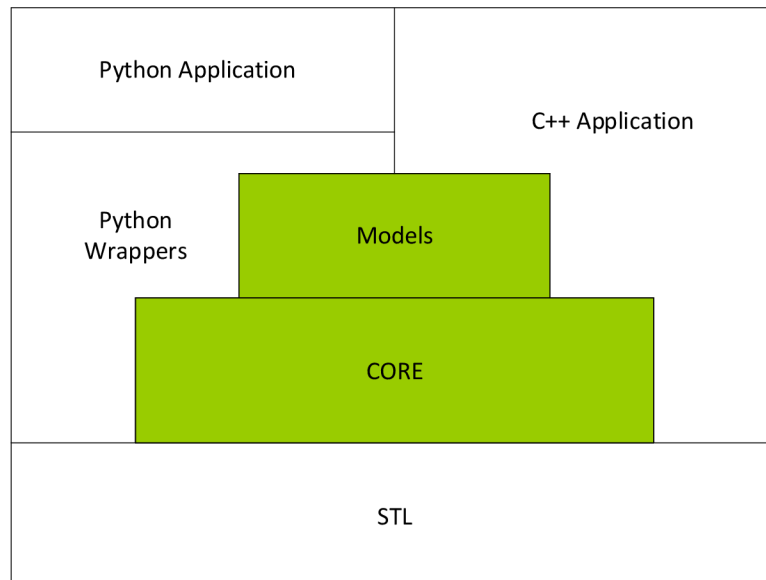 Python Application
C++ Application
Python
Wrappers
Models
CORE
STL